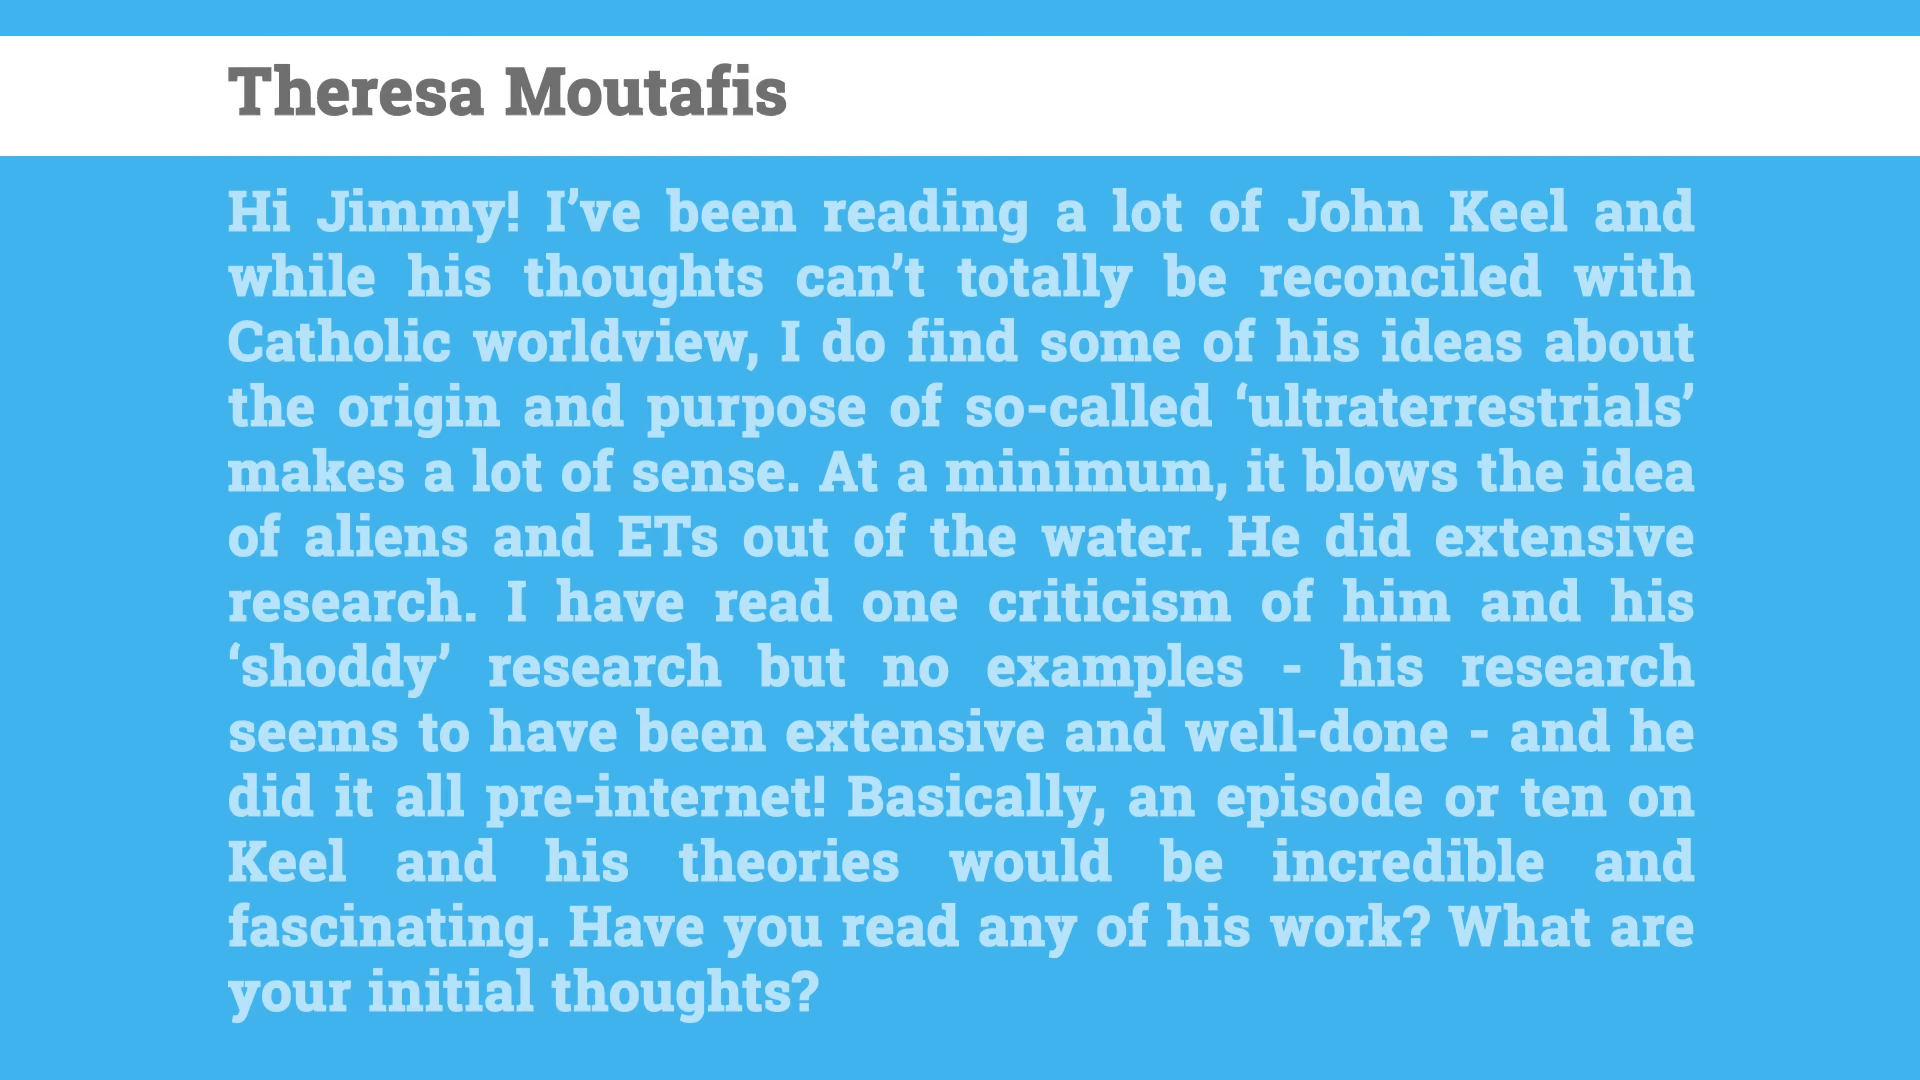 Theresa Moutafis
Hi Jimmy! I’ve been reading a lot of John Keel and
while his thoughts can’t totally be reconciled with
Catholic worldview, I do find some of his ideas about
the origin and purpose of so-called ‘ultraterrestrials’
makes a lot of sense. At a minimum, it blows the idea
of aliens and ETs out of the water. He did extensive
research. I have read one criticism of him and his
‘shoddy’ research but no examples - his research
seems to have been extensive and well-done - and he
did it all pre-internet! Basically, an episode or ten on
Keel and his theories would be incredible and
fascinating. Have you read any of his work? What are
your initial thoughts?